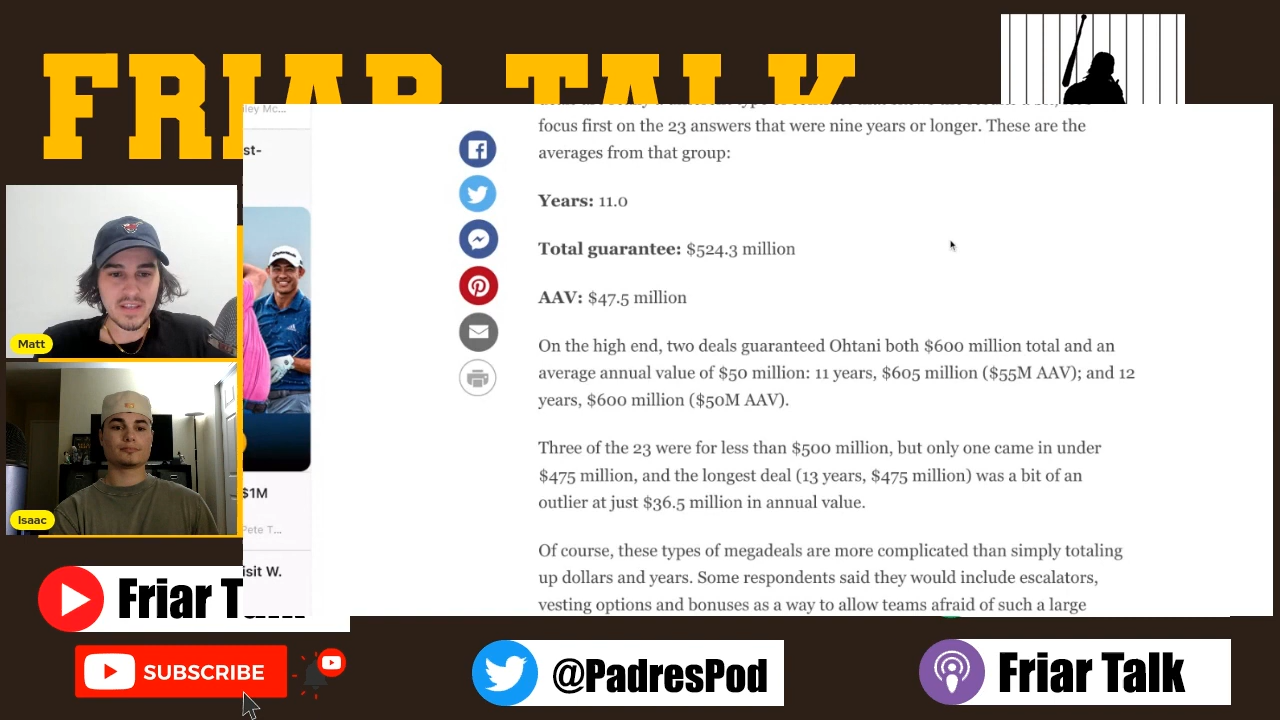 FRIAR TALK
ley Mc...
st-
focus first on the 23 answers that were nine years or longer. These are the
averages from that group:
Years: 11.0
Total guarantee: $524.3 million
AAV: $47.5 million
On the high end, two deals guaranteed Ohtani both $600 million total and an
average annual value of $50 million: 11 years, $605 million ($55M AAV); and 12
years, $600 million ($50M AAV).
Three of the 23 were for less than $500 million, but only one came in under
$475 million, and the longest deal (13 years, $475 million) was a bit of an
outlier at just $36.5 million in annual value.
Of course, these types of megadeals are more complicated than simply totaling
up dollars and years. Some respondents said they would include escalators,
vesting options and bonuses as a way to allow teams afraid of such a large
Matt
Isaac
$1M
Pete T...
isit W.
Friar Talk
SUBSCRIBE
@PadresPod
Friar Talk